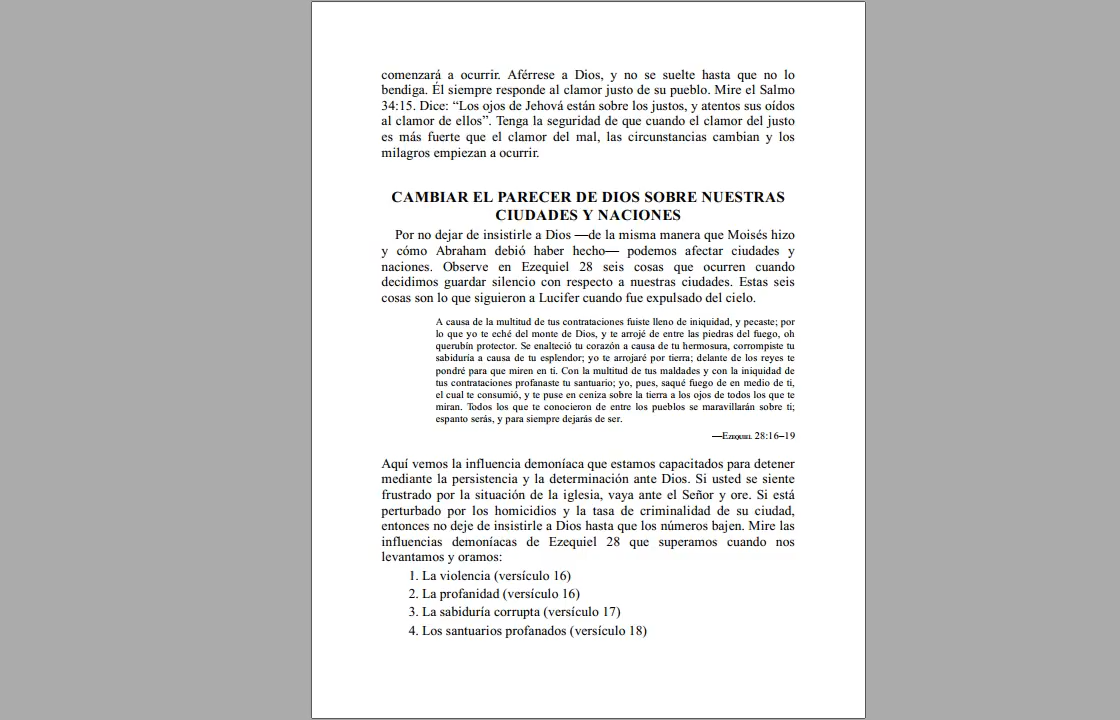 comenzará a ocurrir. Aférrese a Dios, y no se suelte hasta que no lo
bendiga. Él siempre responde al clamor justo de su pueblo. Mire el Salmo
34:15. Dice: “Los ojos de Jehová están sobre los justos, y atentos sus oídos
al clamor de ellos”. Tenga la seguridad de que cuando el clamor del justo
es más fuerte que el clamor del mal, las circunstancias cambian y los
milagros empiezan a ocurrir.
CAMBIAR EL PARECER DE DIOS SOBRE NUESTRAS
CIUDADES Y NACIONES
Por no dejar de insistirle a Dios —de la misma manera que Moisés hizo
y cómo Abraham debió haber hecho— podemos afectar ciudades y
naciones. Observe en Ezequiel 28 seis cosas que ocurren cuando
decidimos guardar silencio con respecto a nuestras ciudades. Estas seis
cosas son lo que siguieron a Lucifer cuando fue expulsado del cielo.
A causa de la multitud de tus contrataciones fuiste lleno de iniquidad, y pecaste; por
lo que yo te eché del monte de Dios, y te arrojé de entre las piedras del fuego, oh
querubín protector. Se enalteció tu corazón a causa de tu hermosura, corrompiste tu
sabiduría a causa de tu esplendor; yo te arrojaré por tierra; delante de los reyes te
pondré para que miren en ti. Con la multitud de tus maldades y con la iniquidad de
tus contrataciones profanaste tu santuario; yo, pues, saqué fuego de en medio de ti,
el cual te consumió, y te puse en ceniza sobre la tierra a los ojos de todos los que te
miran. Todos los que te conocieron de entre los pueblos se maravillarán sobre ti;
espanto serás, y para siempre dejarás de ser.
—Ezequiel 28:16–19
Aquí vemos la influencia demoníaca que estamos capacitados para detener
mediante la persistencia y la determinación ante Dios. Si usted se siente
frustrado por la situación de la iglesia, vaya ante el Señor y ore. Si está
perturbado por los homicidios y la tasa de criminalidad de su ciudad,
entonces no deje de insistirle a Dios hasta que los números bajen. Mire las
influencias demoníacas de Ezequiel 28 que superamos cuando nos
levantamos y oramos:
1. La violencia (versículo 16)
2. La profanidad (versículo 16)
3. La sabiduría corrupta (versículo 17)
4. Los santuarios profanados (versículo 18)